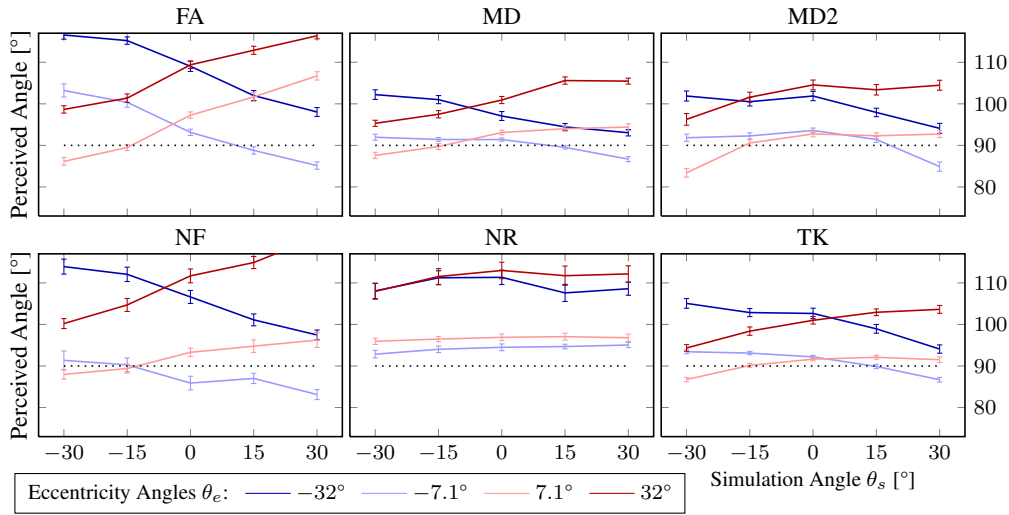 FA MD MD2
Perceived Angle [°]
110
100
90
80
NF NR TK
Perceived Angle [°]
110
100
90
80
−30 −15 0 15 30 −30 −15 0 15 30 −30 −15 0 15 30
Simulation Angle θs [°]
Eccentricity Angles θe: −32° −7.1° 7.1° 32°